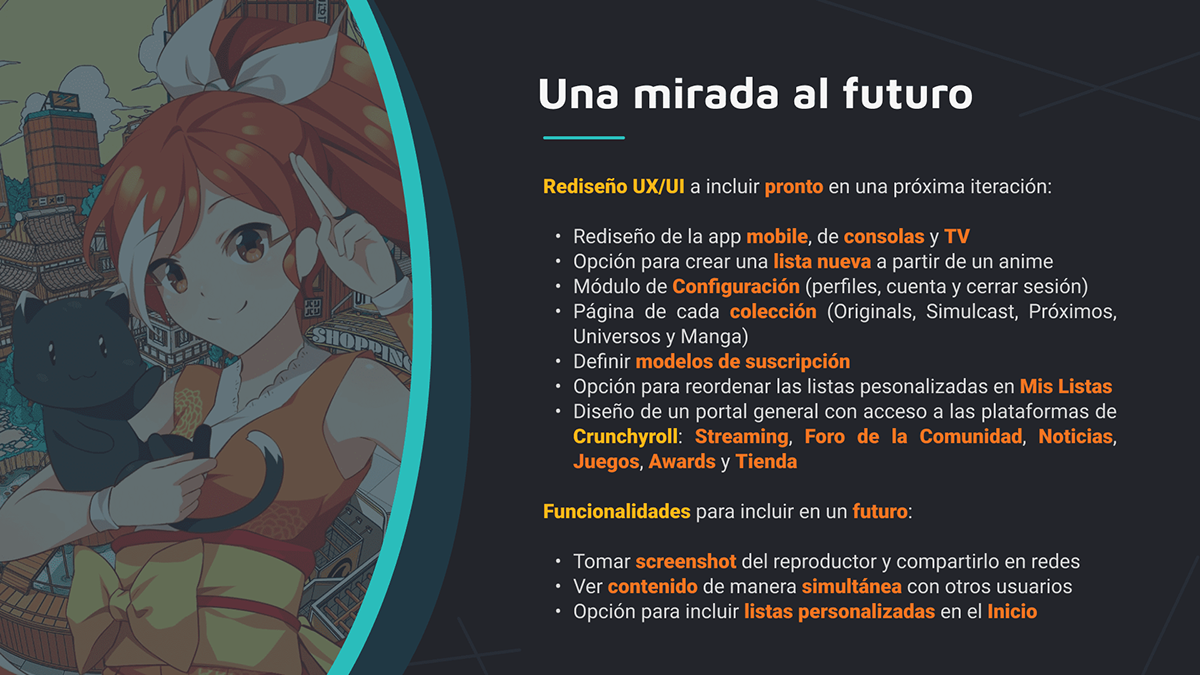 Una mirada al futuro
Rediseño UX/UI a incluir pronto en una próxima iteración:
• Rediseño de la app mobile, de consolas y TV
• Opción para crear una lista nueva a partir de un anime
• Módulo de Configuración (perfiles, cuenta y cerrar sesión)
• Página de cada colección (Originals, Simulcast, Próximos,
Universos y Manga)
• Definir modelos de suscripción
• Opción para reordenar las listas pesonalizadas en Mis Listas
• Diseño de un portal general con acceso a las plataformas de
Crunchyroll: Streaming, Foro de la Comunidad, Noticias,
Juegos, Awards y Tienda
Funcionalidades para incluir en un futuro:
• Tomar screenshot del reproductor y compartirlo en redes
• Ver contenido de manera simultánea con otros usuarios
• Opción para incluir listas personalizadas en el Inicio
SHOPPING